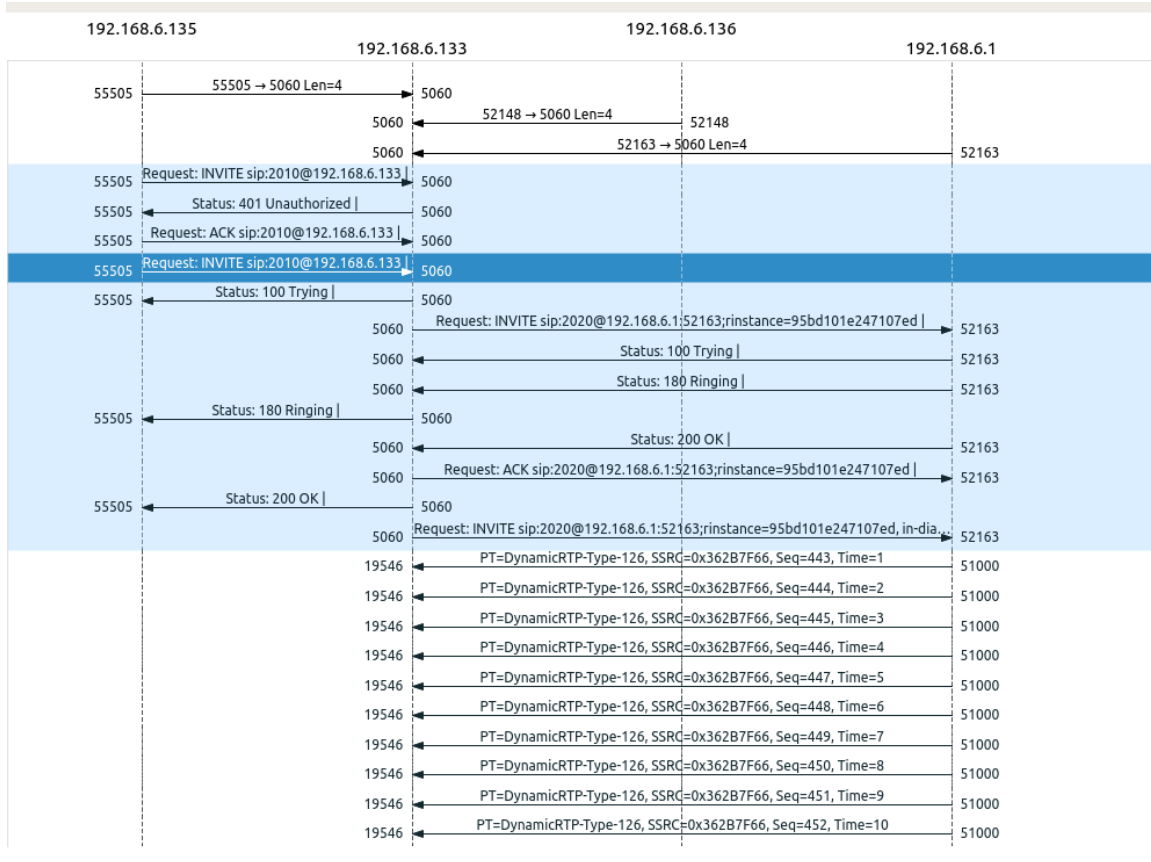 192.168.6.135 192.168.6.136
192.168.6.133 192.168.6.1
55505 55505 → 5060 Len=4 5060
5060 52148 → 5060 Len=4 52148
5060 52163 → 5060 Len=4 52163
55505 Request: INVITE sip:2010@192.168.6.133 | 5060
55505 Status: 401 Unauthorized | 5060
55505 Request: ACK sip:2010@192.168.6.133 | 5060
55505 Request: INVITE sip:2010@192.168.6.133 | 5060
55505 Status: 100 Trying | 5060
5060 Request: INVITE sip:2020@192.168.6.1:52163;rinstance=95bd101e247107ed | 52163
5060 Status: 100 Trying | 52163
5060 Status: 180 Ringing | 52163
55505 Status: 180 Ringing | 5060
5060 Status: 200 OK | 52163
5060 Request: ACK sip:2020@192.168.6.1:52163;rinstance=95bd101e247107ed | 52163
55505 Status: 200 OK | 5060
5060 Request: INVITE sip:2020@192.168.6.1:52163;rinstance=95bd101e247107ed, in-dia... 52163
19546 PT=DynamicRTP-Type-126, SSRC=0x362B7F66, Seq=443, Time=1 51000
19546 PT=DynamicRTP-Type-126, SSRC=0x362B7F66, Seq=444, Time=2 51000
19546 PT=DynamicRTP-Type-126, SSRC=0x362B7F66, Seq=445, Time=3 51000
19546 PT=DynamicRTP-Type-126, SSRC=0x362B7F66, Seq=446, Time=4 51000
19546 PT=DynamicRTP-Type-126, SSRC=0x362B7F66, Seq=447, Time=5 51000
19546 PT=DynamicRTP-Type-126, SSRC=0x362B7F66, Seq=448, Time=6 51000
19546 PT=DynamicRTP-Type-126, SSRC=0x362B7F66, Seq=449, Time=7 51000
19546 PT=DynamicRTP-Type-126, SSRC=0x362B7F66, Seq=450, Time=8 51000
19546 PT=DynamicRTP-Type-126, SSRC=0x362B7F66, Seq=451, Time=9 51000
19546 PT=DynamicRTP-Type-126, SSRC=0x362B7F66, Seq=452, Time=10 51000